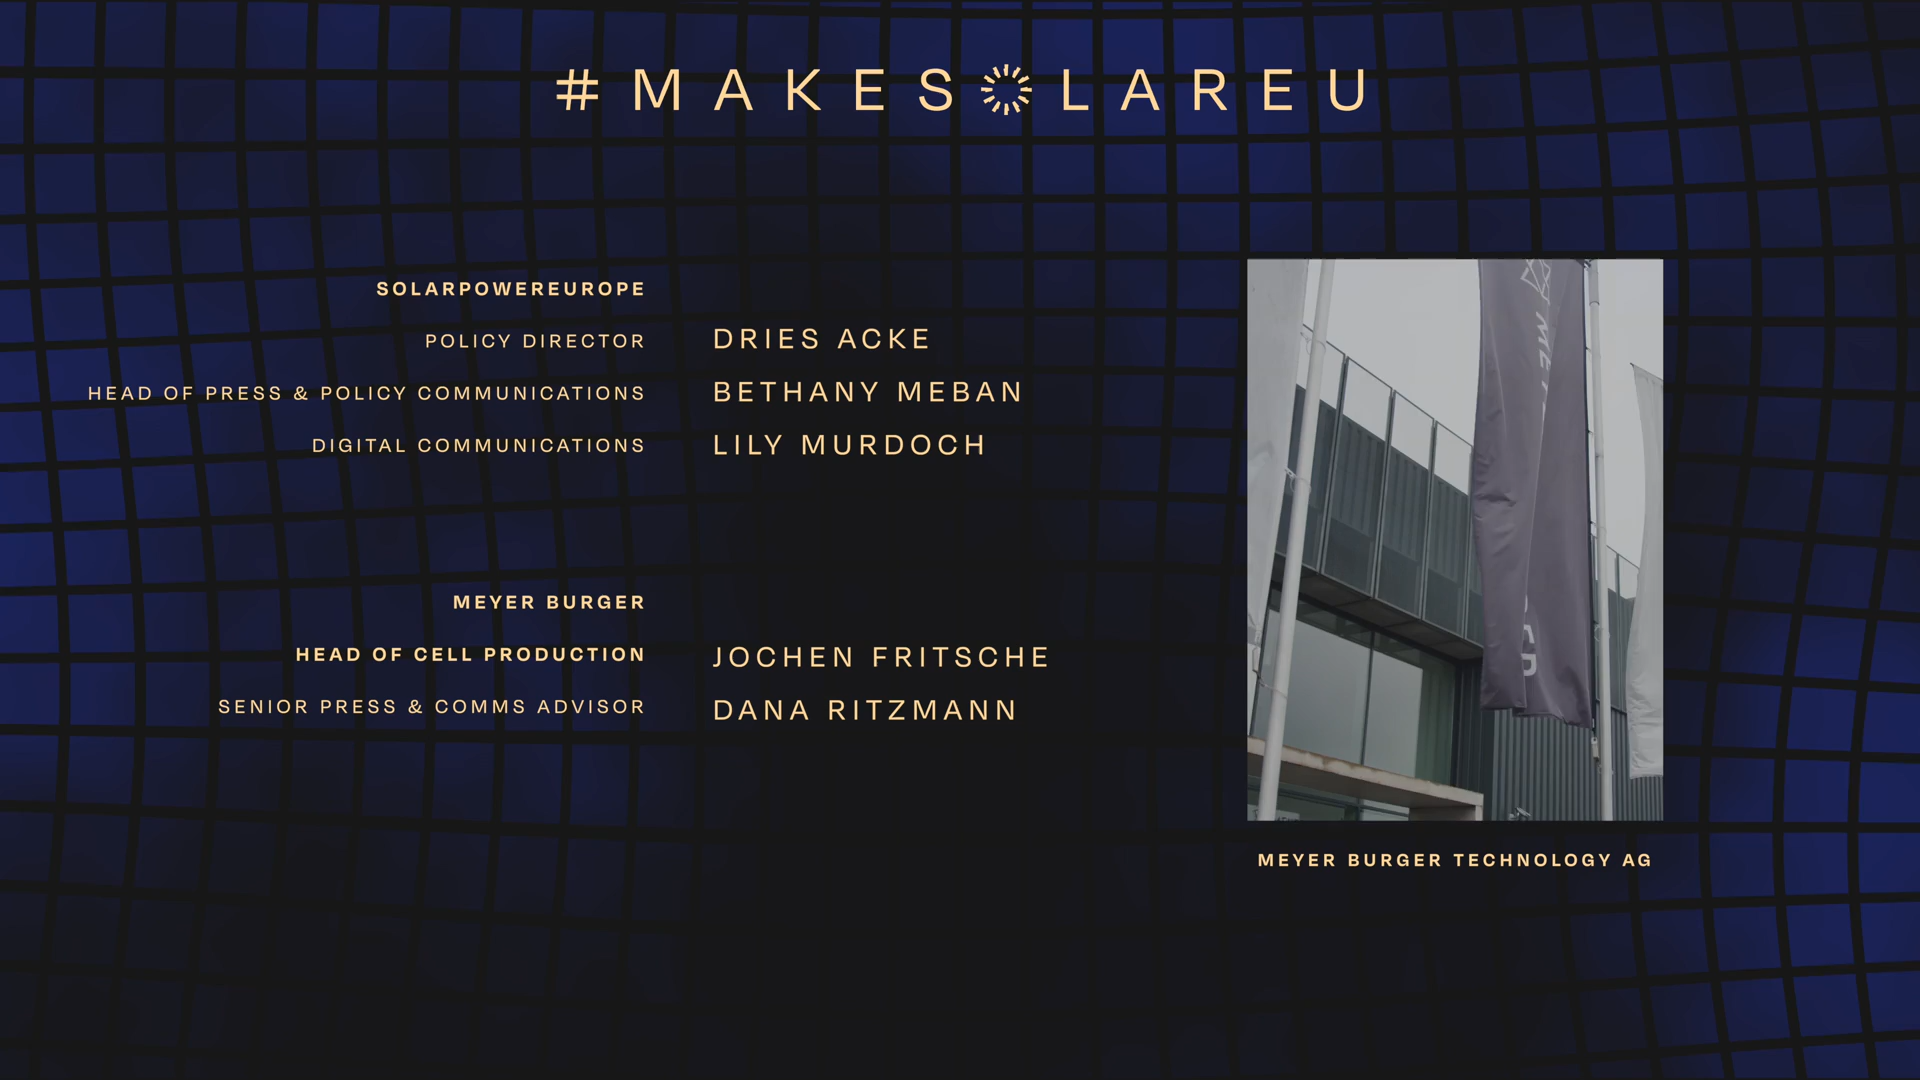 #MAKESOLAREU
SOLARPOWEREUROPE
POLICY DIRECTOR DRIES ACKE
HEAD OF PRESS & POLICY COMMUNICATIONS BETHANY MEBAN
DIGITAL COMMUNICATIONS LILY MURDOCH
MEYER BURGER
HEAD OF CELL PRODUCTION JOCHEN FRITSCHE
SENIOR PRESS & COMMS ADVISOR DANA RITZMANN
MEYER BURGER TECHNOLOGY AG